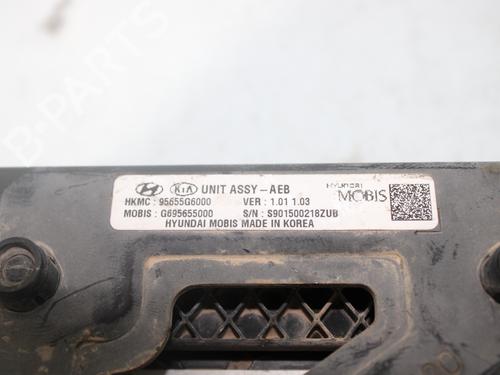 KIA UNIT ASSY-AEB
HYUNDAI
MOBIS
HKMC : 95655G6000 VER : 1.01 1.03
MOBIS : G695655000 S/N : S901500218ZUB
HYUNDAI MOBIS MADE IN KOREA
B PARTS